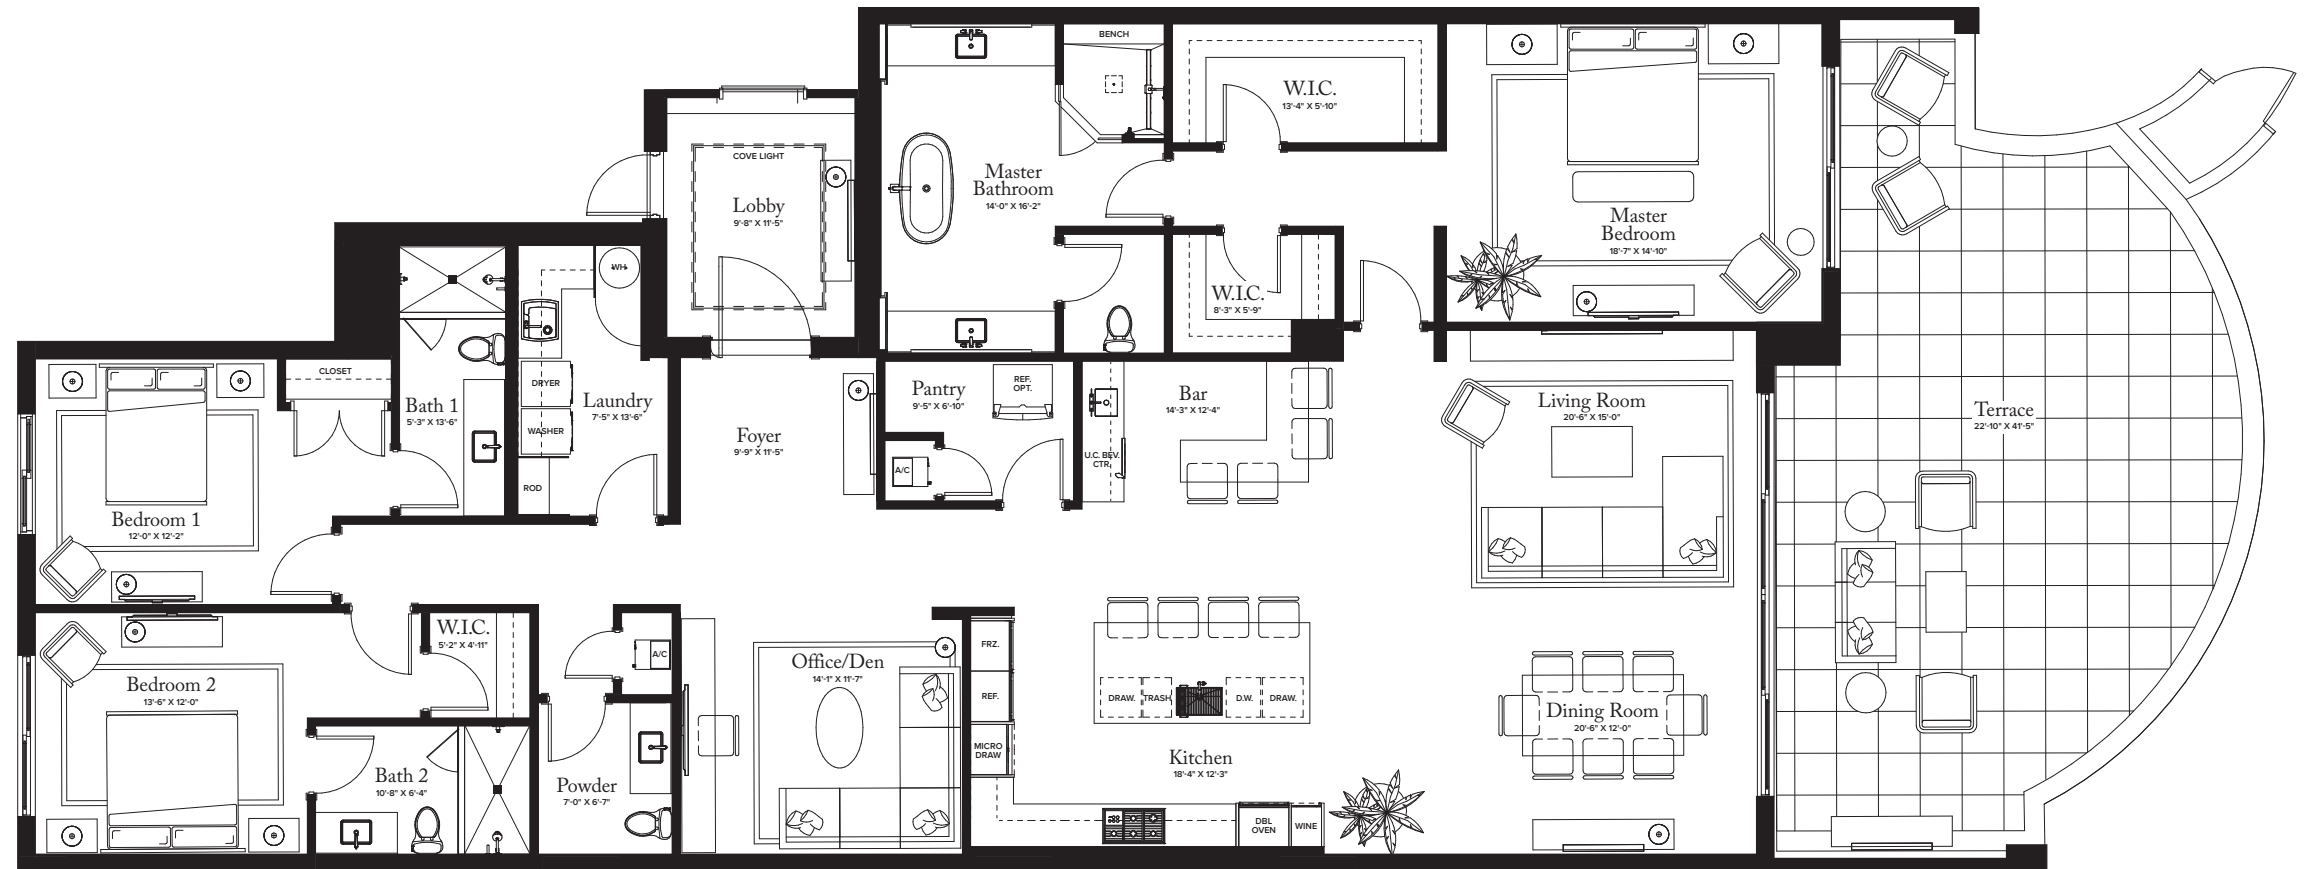 BENCH
W.I.C.
13'-4" X 5'-10"
COVE LIGHT
Lobby
9'-8" X 11'-5"
Master
Bathroom
14'-0" X 16'-2"
Master
Bedroom
18'-7" X 14'-10"
WH
W.I.C.
8'-3" X 5'-9"
CLOSET
DRYER
WASHER
ROD
Laundry
7'-5" X 13'-6"
Bath 1
5'-3" X 13'-6"
Foyer
9'-9" X 11'-5"
Pantry
9'-5" X 6'-10"
REF.
OPT.
A/C
Bar
14'-3" X 12'-4"
U.C. BEV.
CTR.
Living Room
20'-6" X 15'-0"
Terrace
22'-10" X 41'-5"
Bedroom 1
12'-0" X 12'-2"
W.I.C.
5'-2" X 4'-11"
A/C
Office/Den
14'-1" X 11'-7"
FRZ.
REF.
MICRO
DRAW
DRAW.
TRASH
D.W.
DRAW.
Bedroom 2
13'-6" X 12'-0"
Dining Room
20'-6" X 12'-0"
Kitchen
18'-4" X 12'-3"
Bath 2
10'-8" X 6'-4"
Powder
7'-0" X 6'-7"
DBL
OVEN
WINE